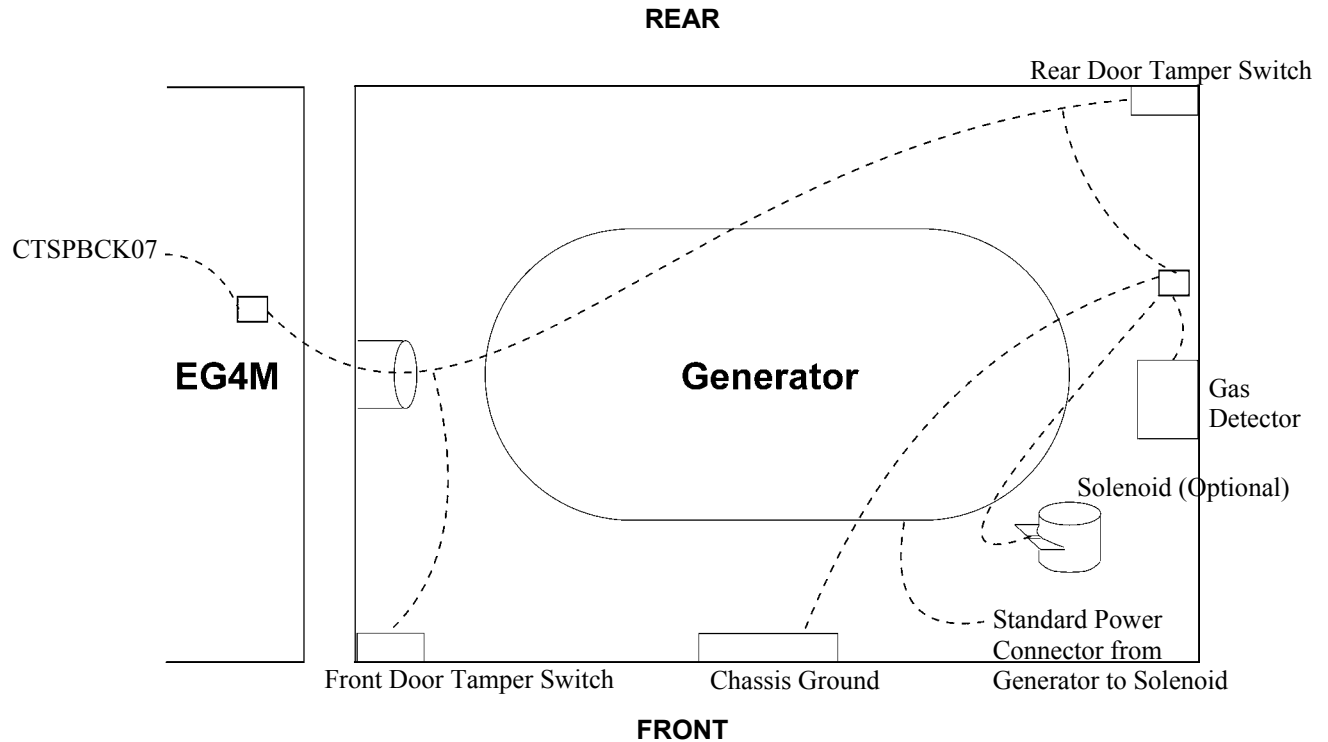 REAR
Rear Door Tamper Switch
CTSPBCK07
EG4M
Generator
Gas
Detector
Solenoid (Optional)
Standard Power
Connector from
Generator to Solenoid
Front Door Tamper Switch
Chassis Ground
FRONT